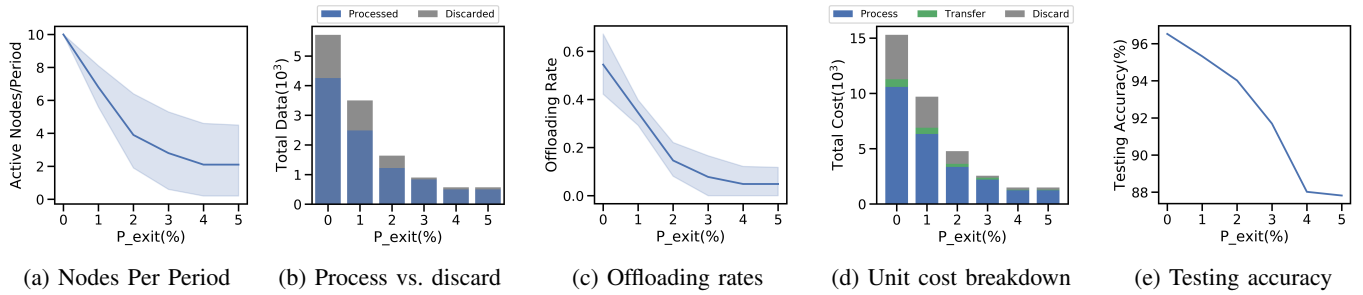 Active Nodes/Period
10
8
6
4
2
0
0 1 2 3 4 5
P_exit(%)
(a) Nodes Per Period
Processed Discarded
Total Data(10³)
5
4
3
2
1
0
0 1 2 3 4 5
P_exit(%)
(b) Process vs. discard
Offloading Rate
0.6
0.4
0.2
0.0
0 1 2 3 4 5
P_exit(%)
(c) Offloading rates
Process Transfer Discard
Total Cost(10³)
15
10
5
0
0 1 2 3 4 5
P_exit(%)
(d) Unit cost breakdown
Testing Accuracy(%)
96
94
92
90
88
0 1 2 3 4 5
P_exit(%)
(e) Testing accuracy